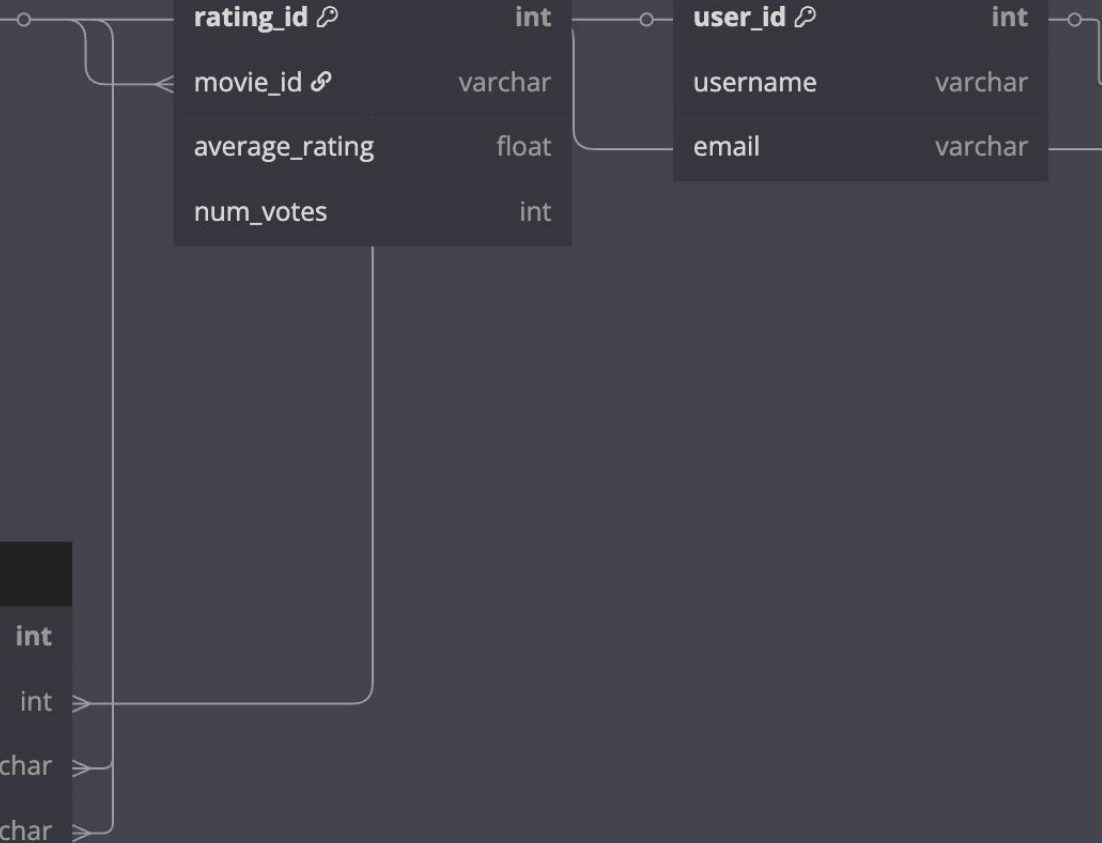 rating_id int
movie_id varchar
average_rating float
num_votes int
user_id int
username varchar
email varchar
int
int
char
char